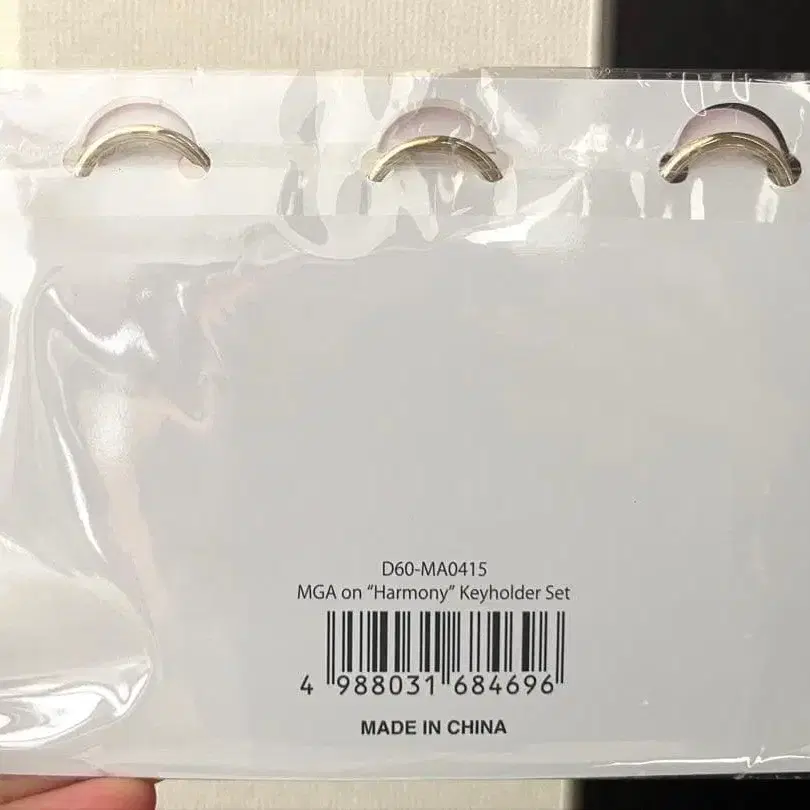 D60-MA0415
MGA on “Harmony” Keyholder Set
4 988031 684696
MADE IN CHINA